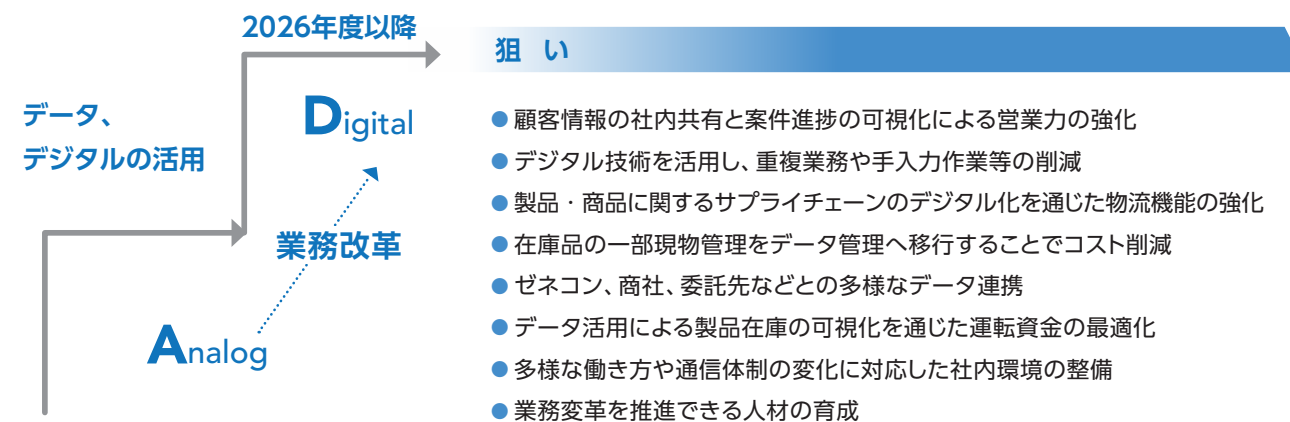 2026年度以降
狙い
データ、
デジタルの活用
Digital
業務改革
Analog
●顧客情報の社内共有と案件進捗の可視化による営業力の強化
●デジタル技術を活用し、重複業務や手入力作業等の削減
●製品・商品に関するサプライチェーンのデジタル化を通じた物流機能の強化
●在庫品の一部現物管理をデータ管理へ移行することでコスト削減
●ゼネコン、商社、委託先などとの多様なデータ連携
●データ活用による製品在庫の可視化を通じた運転資金の最適化
●多様な働き方や通信体制の変化に対応した社内環境の整備
●業務変革を推進できる人材の育成